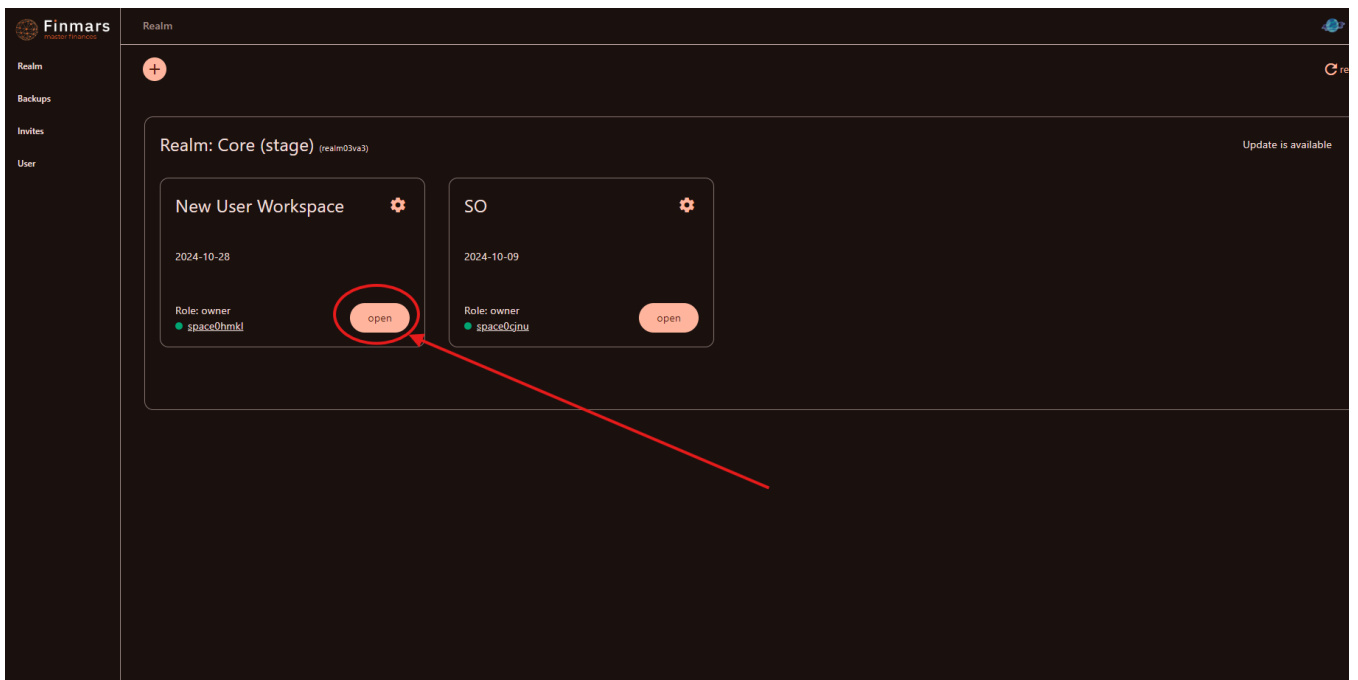 Finmars
master finances
Realm
Realm
Backups
Invites
User
re
Realm: Core (stage) (realm03va3)
Update is available
New User Workspace
2024-10-28
Role: owner
space0hmkl
open
SO
2024-10-09
Role: owner
space0cjnu
open